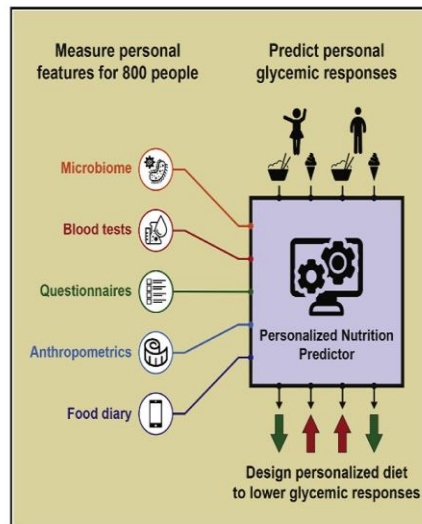 Measure personal
features for 800 people
Predict personal
glycemic responses
Microbiome
Blood tests
Questionnaires
Anthropometrics
Food diary
Personalized Nutrition
Predictor
Design personalized diet
to lower glycemic responses